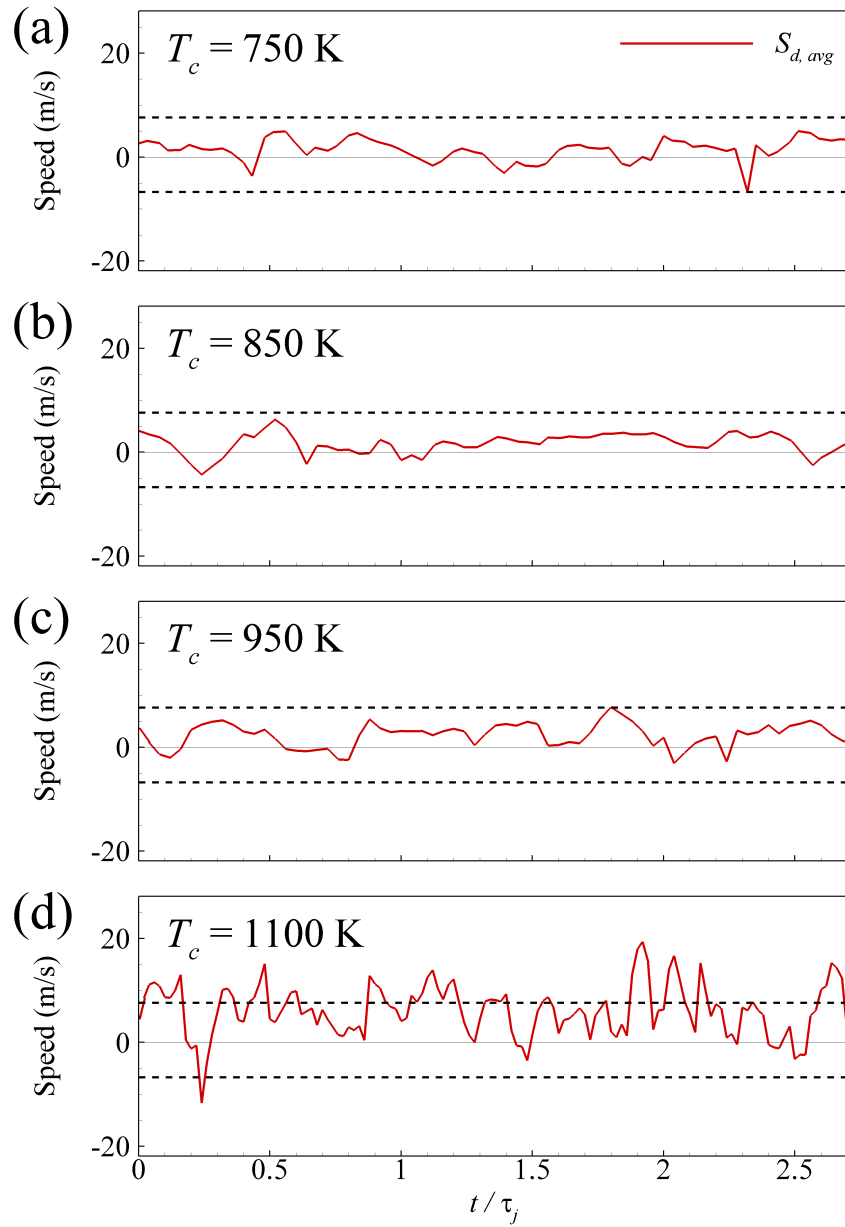 (a)
T_c = 750 K
S_d, avg
Speed (m/s)
20
0
-20
(b)
T_c = 850 K
Speed (m/s)
20
0
-20
(c)
T_c = 950 K
Speed (m/s)
20
0
-20
(d)
T_c = 1100 K
Speed (m/s)
20
0
-20
0 0.5 1 1.5 2 2.5
t / τ_j